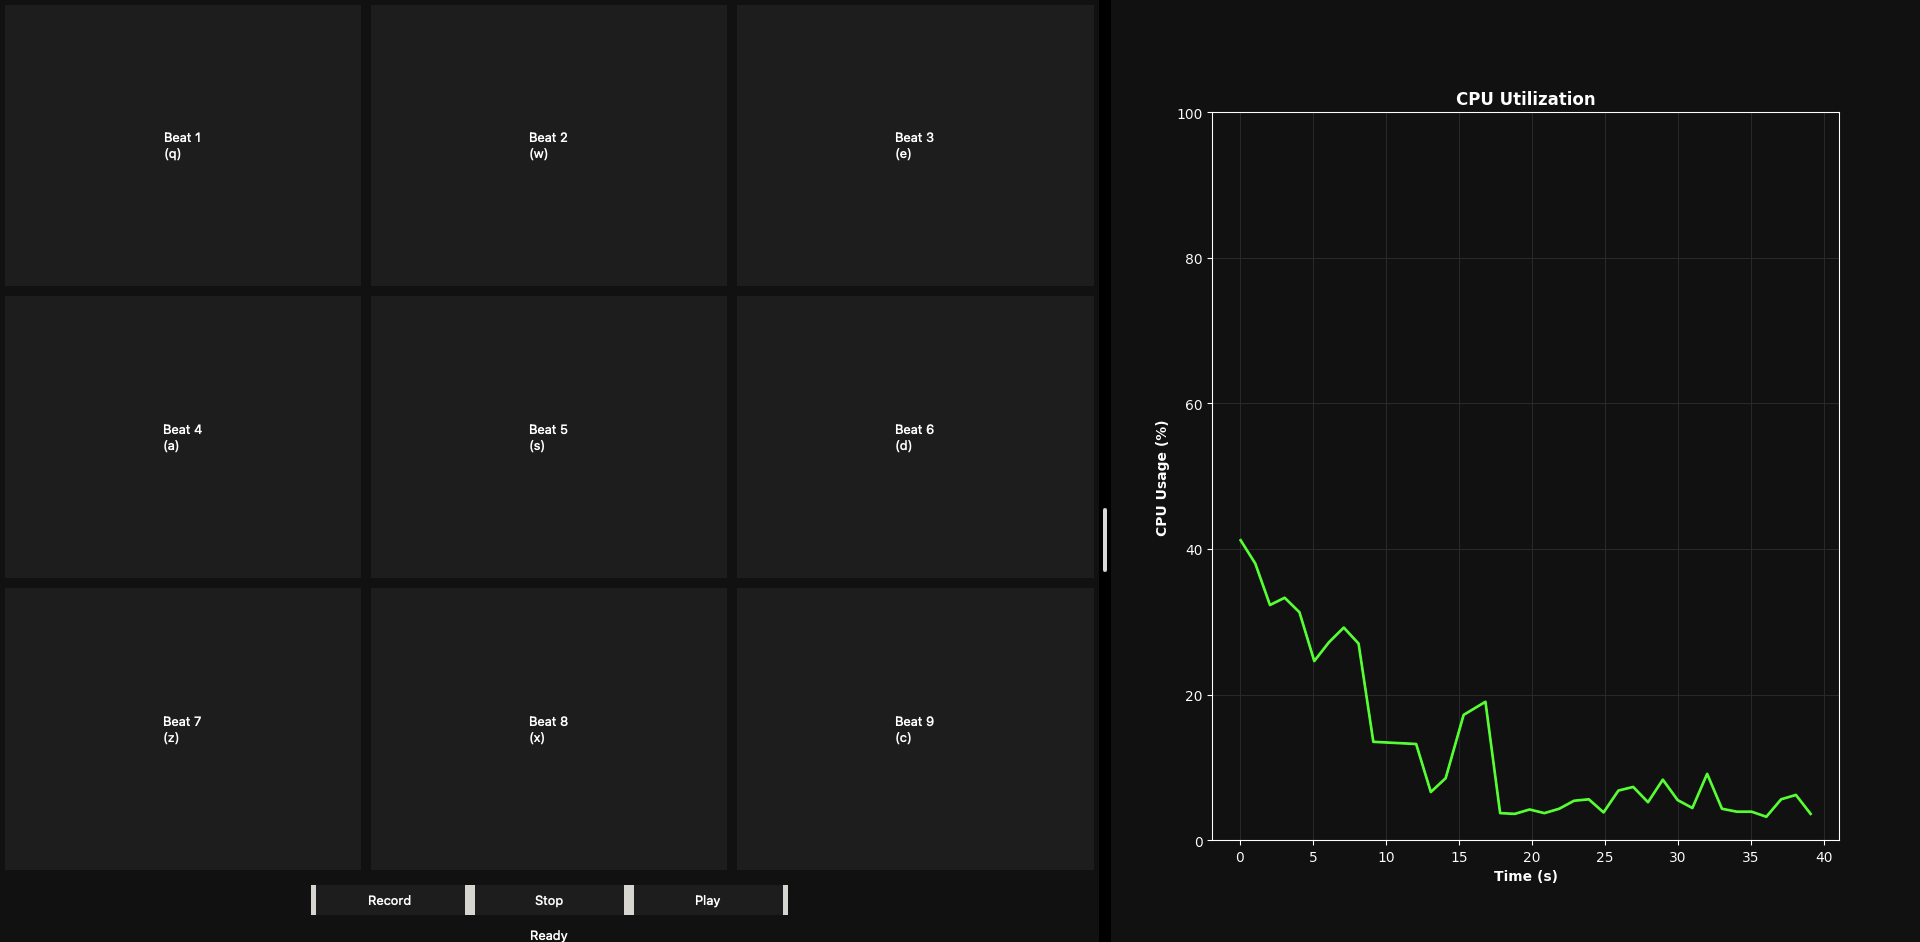 Beat 1
(q)
Beat 2
(w)
Beat 3
(e)
Beat 4
(a)
Beat 5
(s)
Beat 6
(d)
Beat 7
(z)
Beat 8
(x)
Beat 9
(c)
Record
Stop
Play
Ready
CPU Utilization
CPU Usage (%)
100
80
60
40
20
0
0 5 10 15 20 25 30 35 40
Time (s)